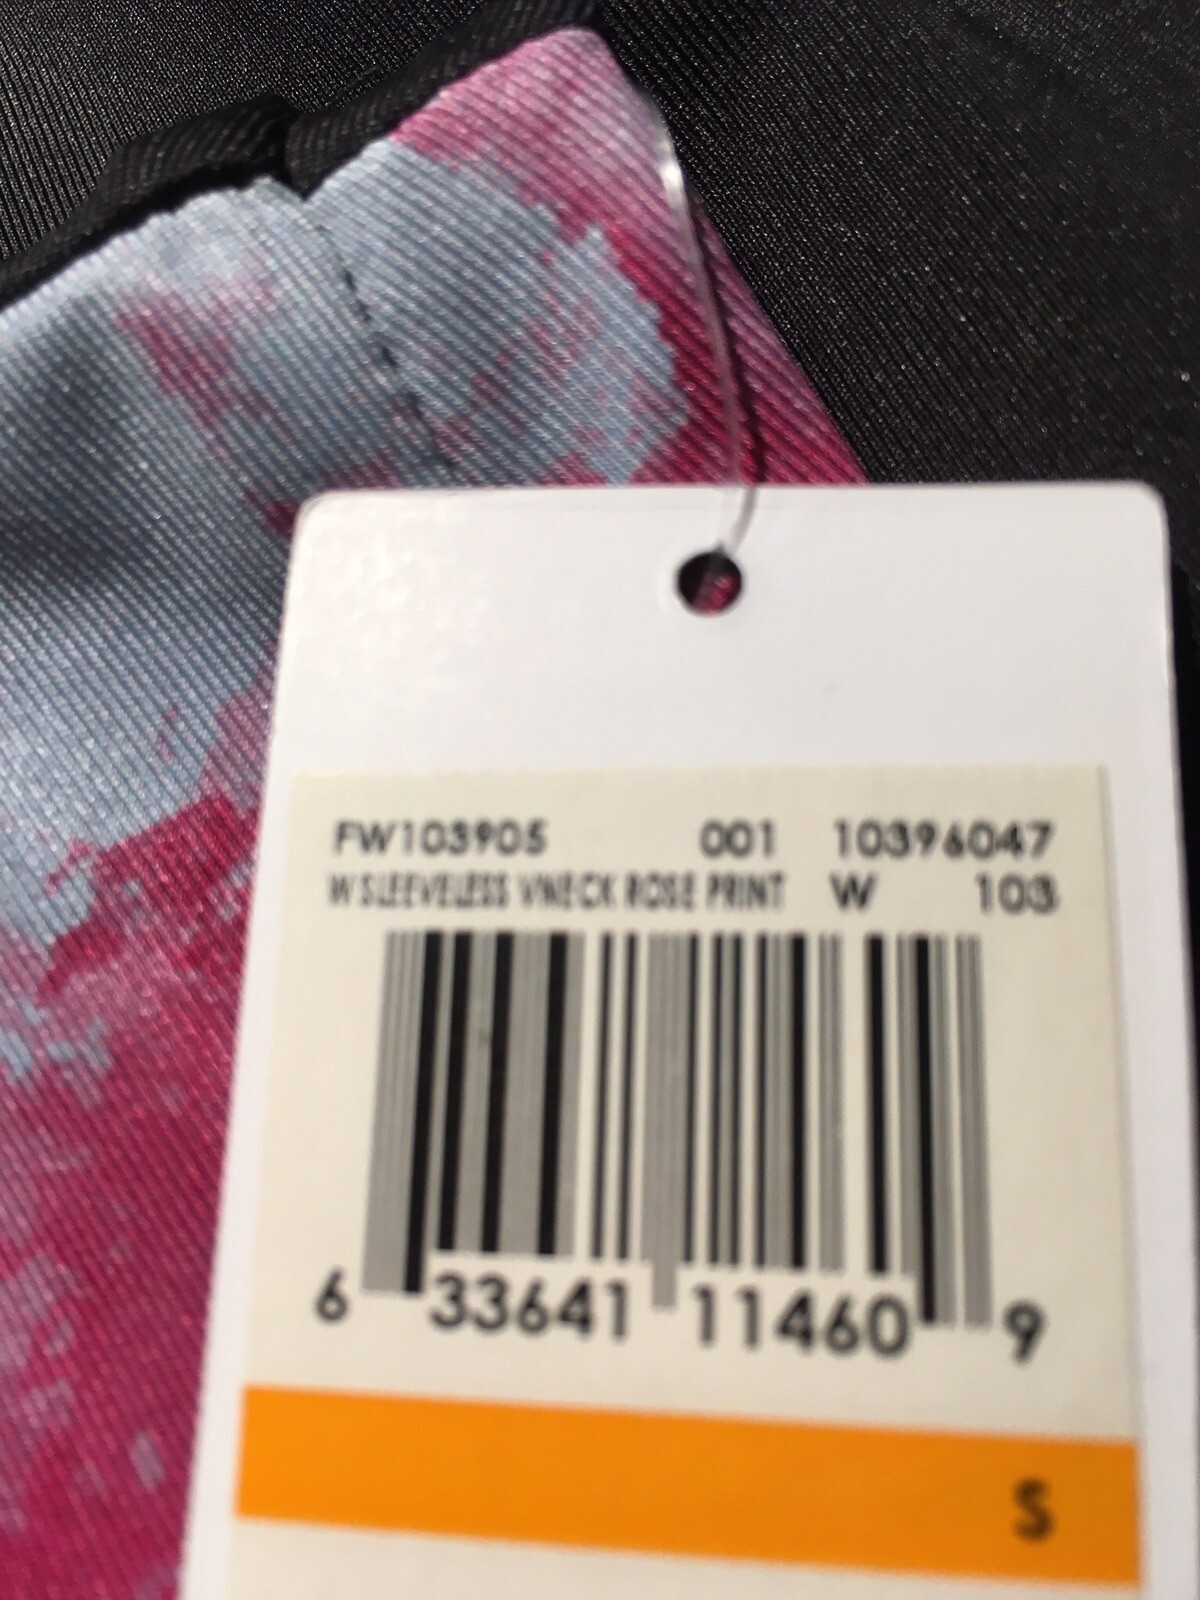 FW103905 001 10396047
W SLEEVELESS VNECK ROSE PRINT W 103
6 33641 11460 9
S